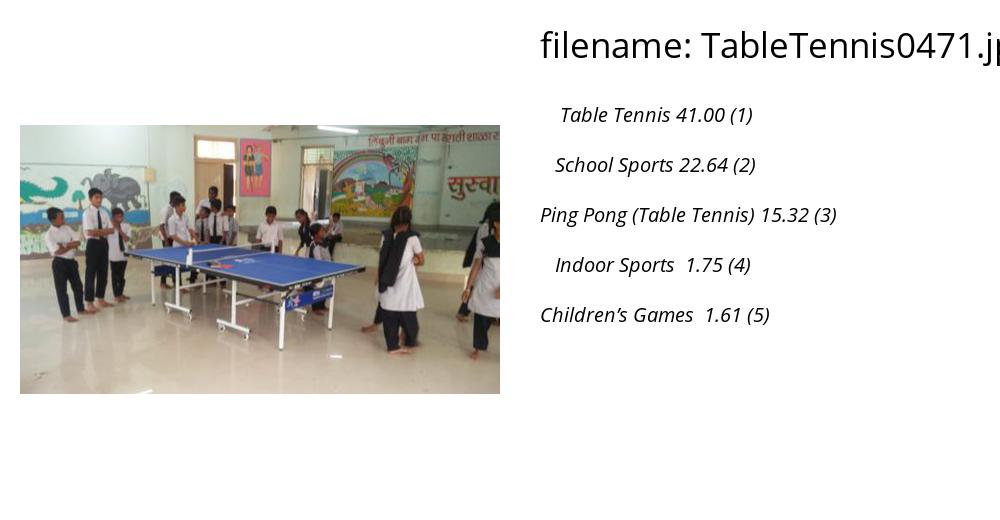 filename: TableTennis0471.jp
Table Tennis 41.00 (1)
School Sports 22.64 (2)
Ping Pong (Table Tennis) 15.32 (3)
Indoor Sports 1.75 (4)
Children's Games 1.61 (5)
मराठी शाळा
सुस्वा